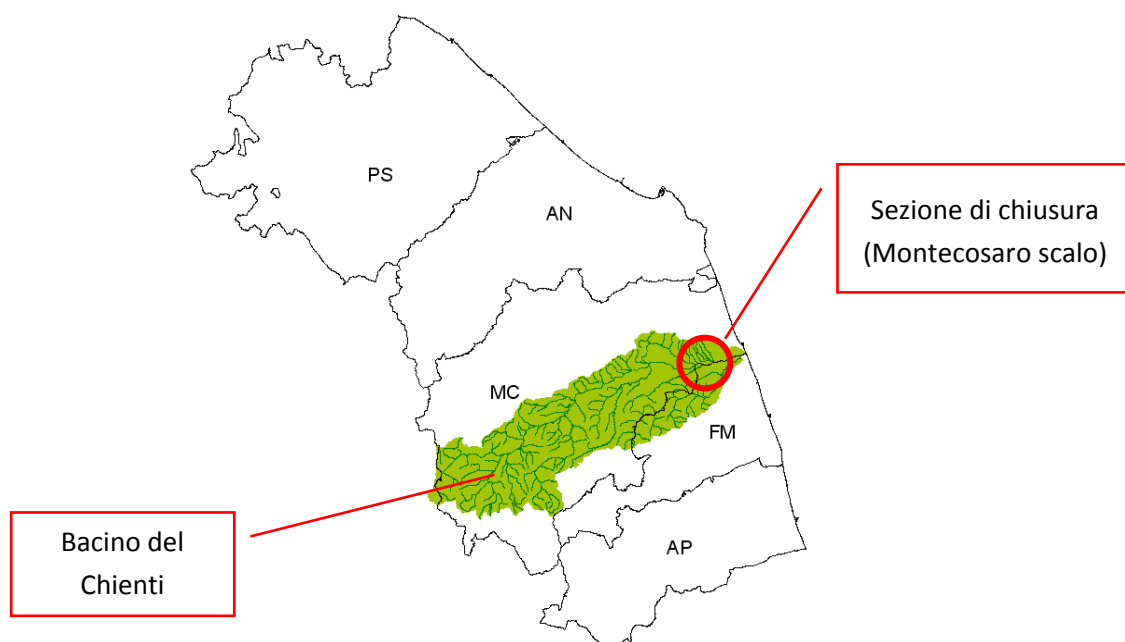 PS
AN
Sezione di chiusura
(Montecosaro scalo)
MC
FM
Bacino del
Chienti
AP